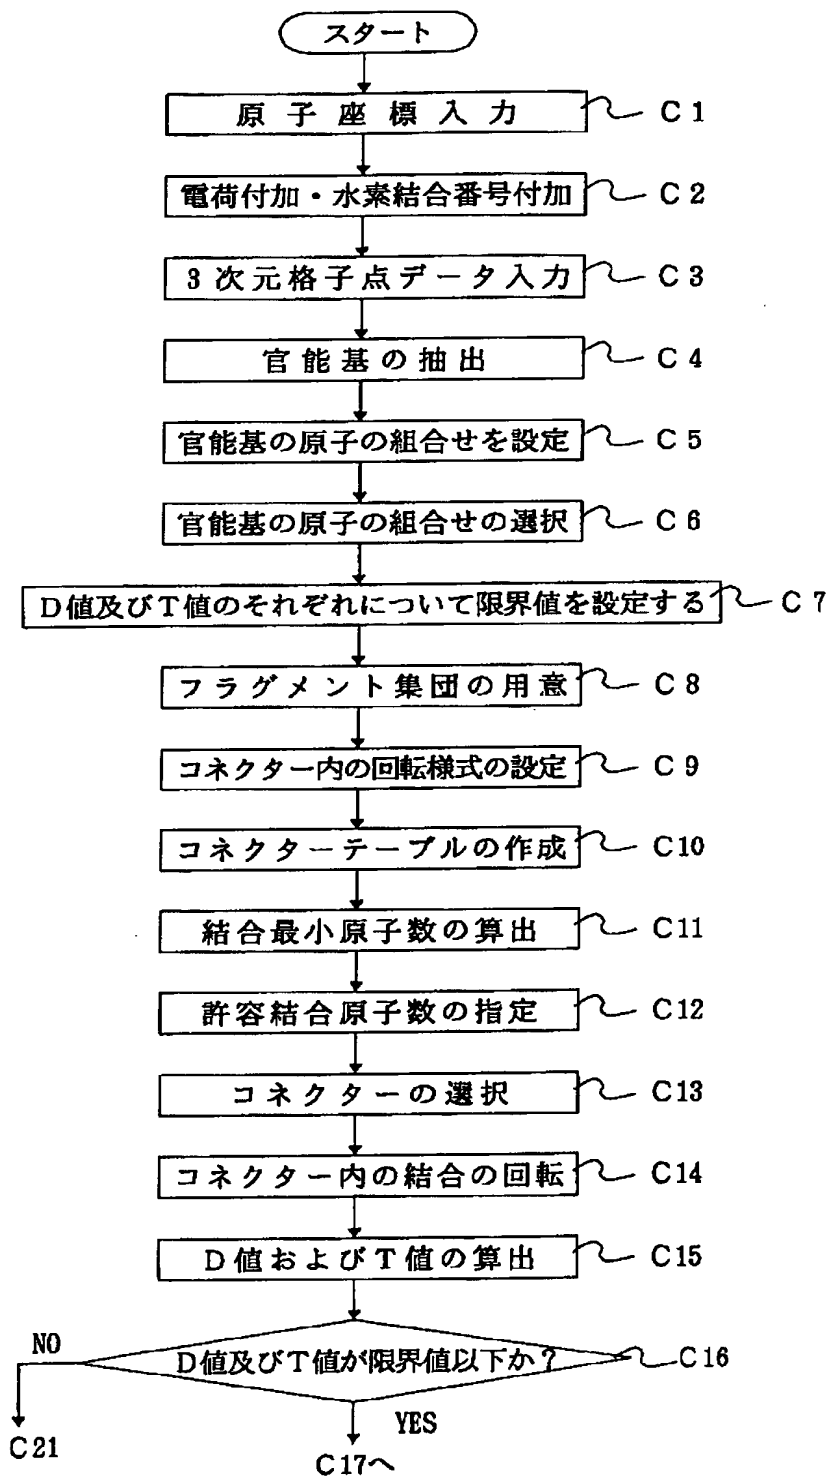 スタート
原子座標入力 C1
電荷付加・水素結合番号付加 C2
3次元格子点データ入力 C3
官能基の抽出 C4
官能基の原子の組合せを設定 C5
官能基の原子の組合せの選択 C6
D値及びT値のそれぞれについて限界値を設定する C7
フラグメント集団の用意 C8
コネクター内の回転様式の設定 C9
コネクターテーブルの作成 C10
結合最小原子数の算出 C11
許容結合原子数の指定 C12
コネクターの選択 C13
コネクター内の結合の回転 C14
D値およびT値の算出 C15
NO
D値及びT値が限界値以下か? C16
YES
C21
C17へ